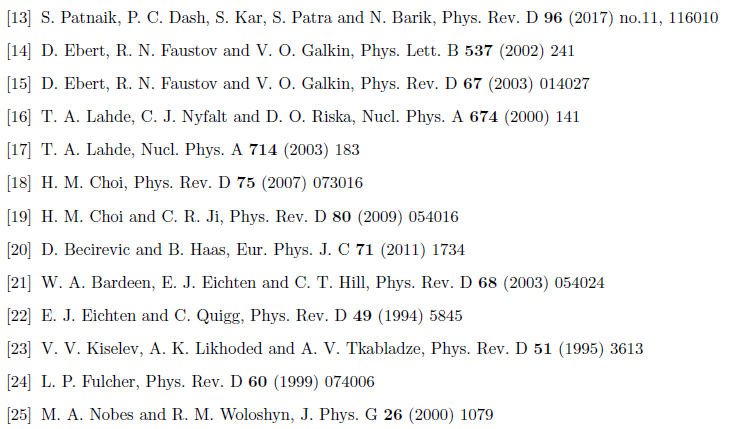 [13] S. Patnaik, P. C. Dash, S. Kar, S. Patra and N. Barik, Phys. Rev. D 96 (2017) no.11, 116010
[14] D. Ebert, R. N. Faustov and V. O. Galkin, Phys. Lett. B 537 (2002) 241
[15] D. Ebert, R. N. Faustov and V. O. Galkin, Phys. Rev. D 67 (2003) 014027
[16] T. A. Lahde, C. J. Nyfalt and D. O. Riska, Nucl. Phys. A 674 (2000) 141
[17] T. A. Lahde, Nucl. Phys. A 714 (2003) 183
[18] H. M. Choi, Phys. Rev. D 75 (2007) 073016
[19] H. M. Choi and C. R. Ji, Phys. Rev. D 80 (2009) 054016
[20] D. Becirevic and B. Haas, Eur. Phys. J. C 71 (2011) 1734
[21] W. A. Bardeen, E. J. Eichten and C. T. Hill, Phys. Rev. D 68 (2003) 054024
[22] E. J. Eichten and C. Quigg, Phys. Rev. D 49 (1994) 5845
[23] V. V. Kiselev, A. K. Likhoded and A. V. Tkabladze, Phys. Rev. D 51 (1995) 3613
[24] L. P. Fulcher, Phys. Rev. D 60 (1999) 074006
[25] M. A. Nobes and R. M. Woloshyn, J. Phys. G 26 (2000) 1079